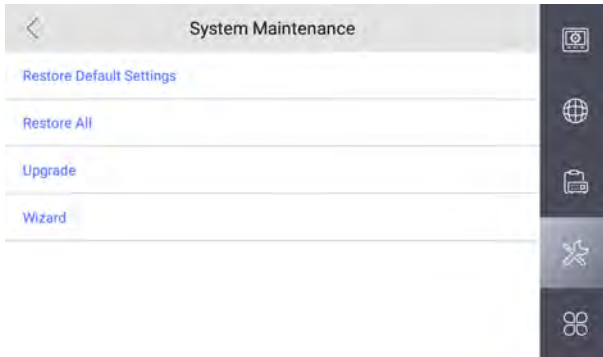 System Maintenance
Restore Default Settings
Restore All
Upgrade
Wizard